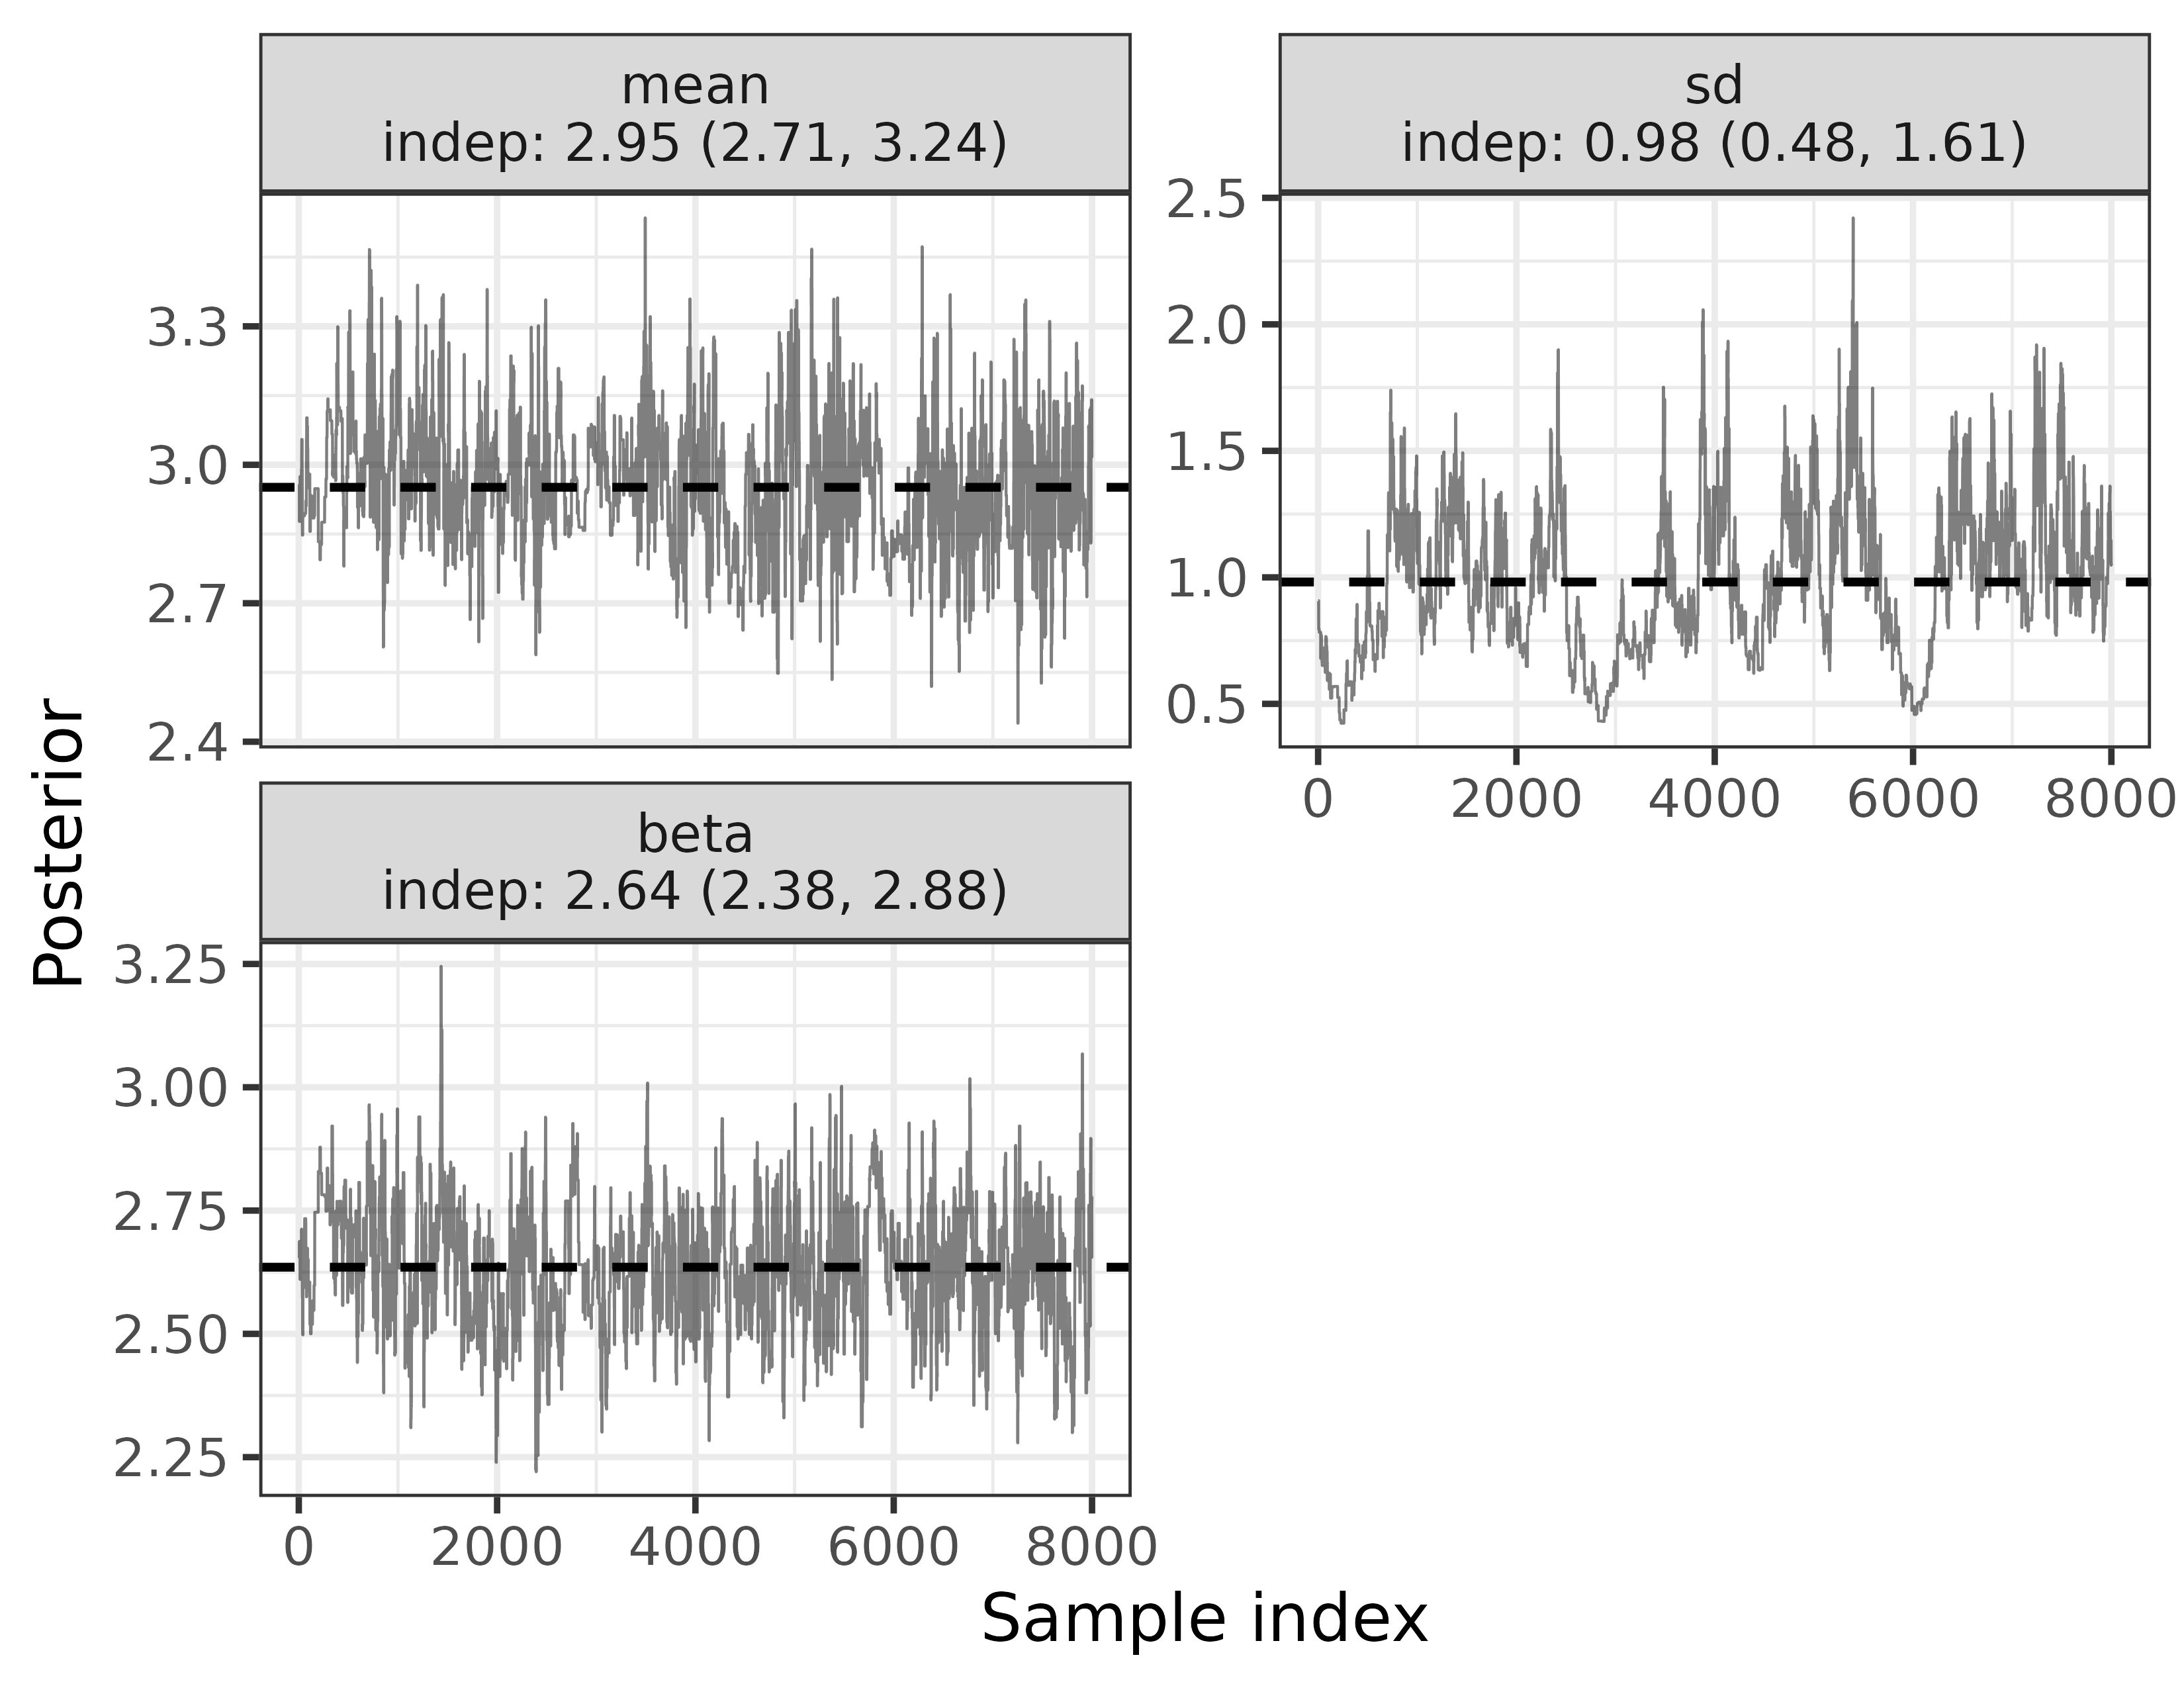 mean
indep: 2.95 (2.71, 3.24)
sd
indep: 0.98 (0.48, 1.61)
3.3
3.0
2.7
2.4
2.5
2.0
1.5
1.0
0.5
0 2000 4000 6000 8000
beta
indep: 2.64 (2.38, 2.88)
3.25
3.00
2.75
2.50
2.25
0 2000 4000 6000 8000
Posterior
Sample index